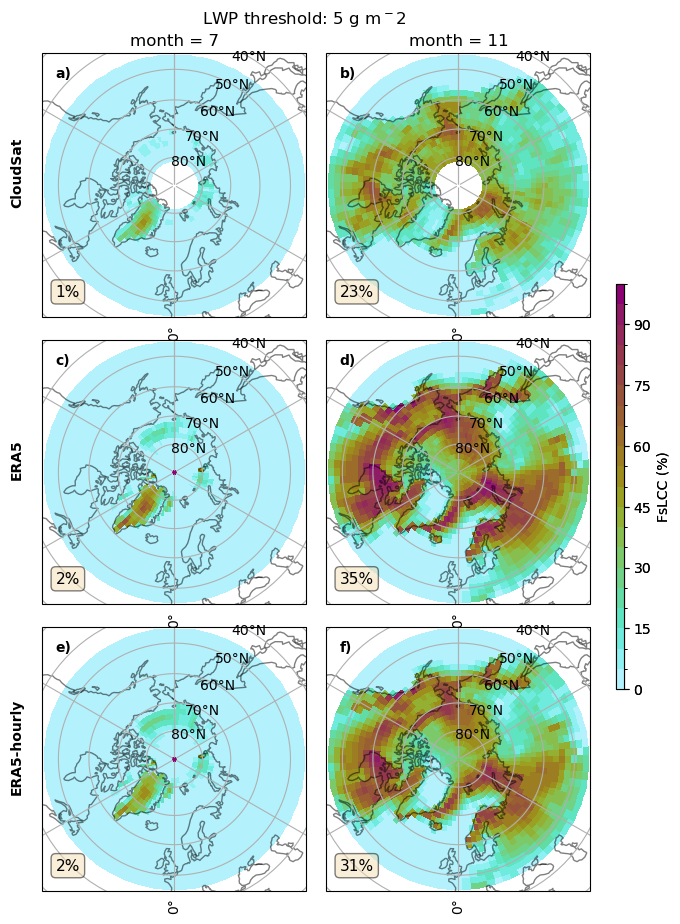 LWP threshold: 5 g m − 2
month = 7
month = 11
CloudSat
a)
40°N
50°N
60°N
70°N
80°N
1%
0°
b)
40°N
50°N
60°N
70°N
80°N
23%
0°
ERA5
c)
40°N
50°N
60°N
70°N
80°N
2%
0°
d)
40°N
50°N
60°N
70°N
80°N
35%
0°
ERA5-hourly
e)
40°N
50°N
60°N
70°N
80°N
2%
0°
f)
40°N
50°N
60°N
70°N
80°N
31%
0°
90
75
60
45
30
15
0
FsLCC (%)